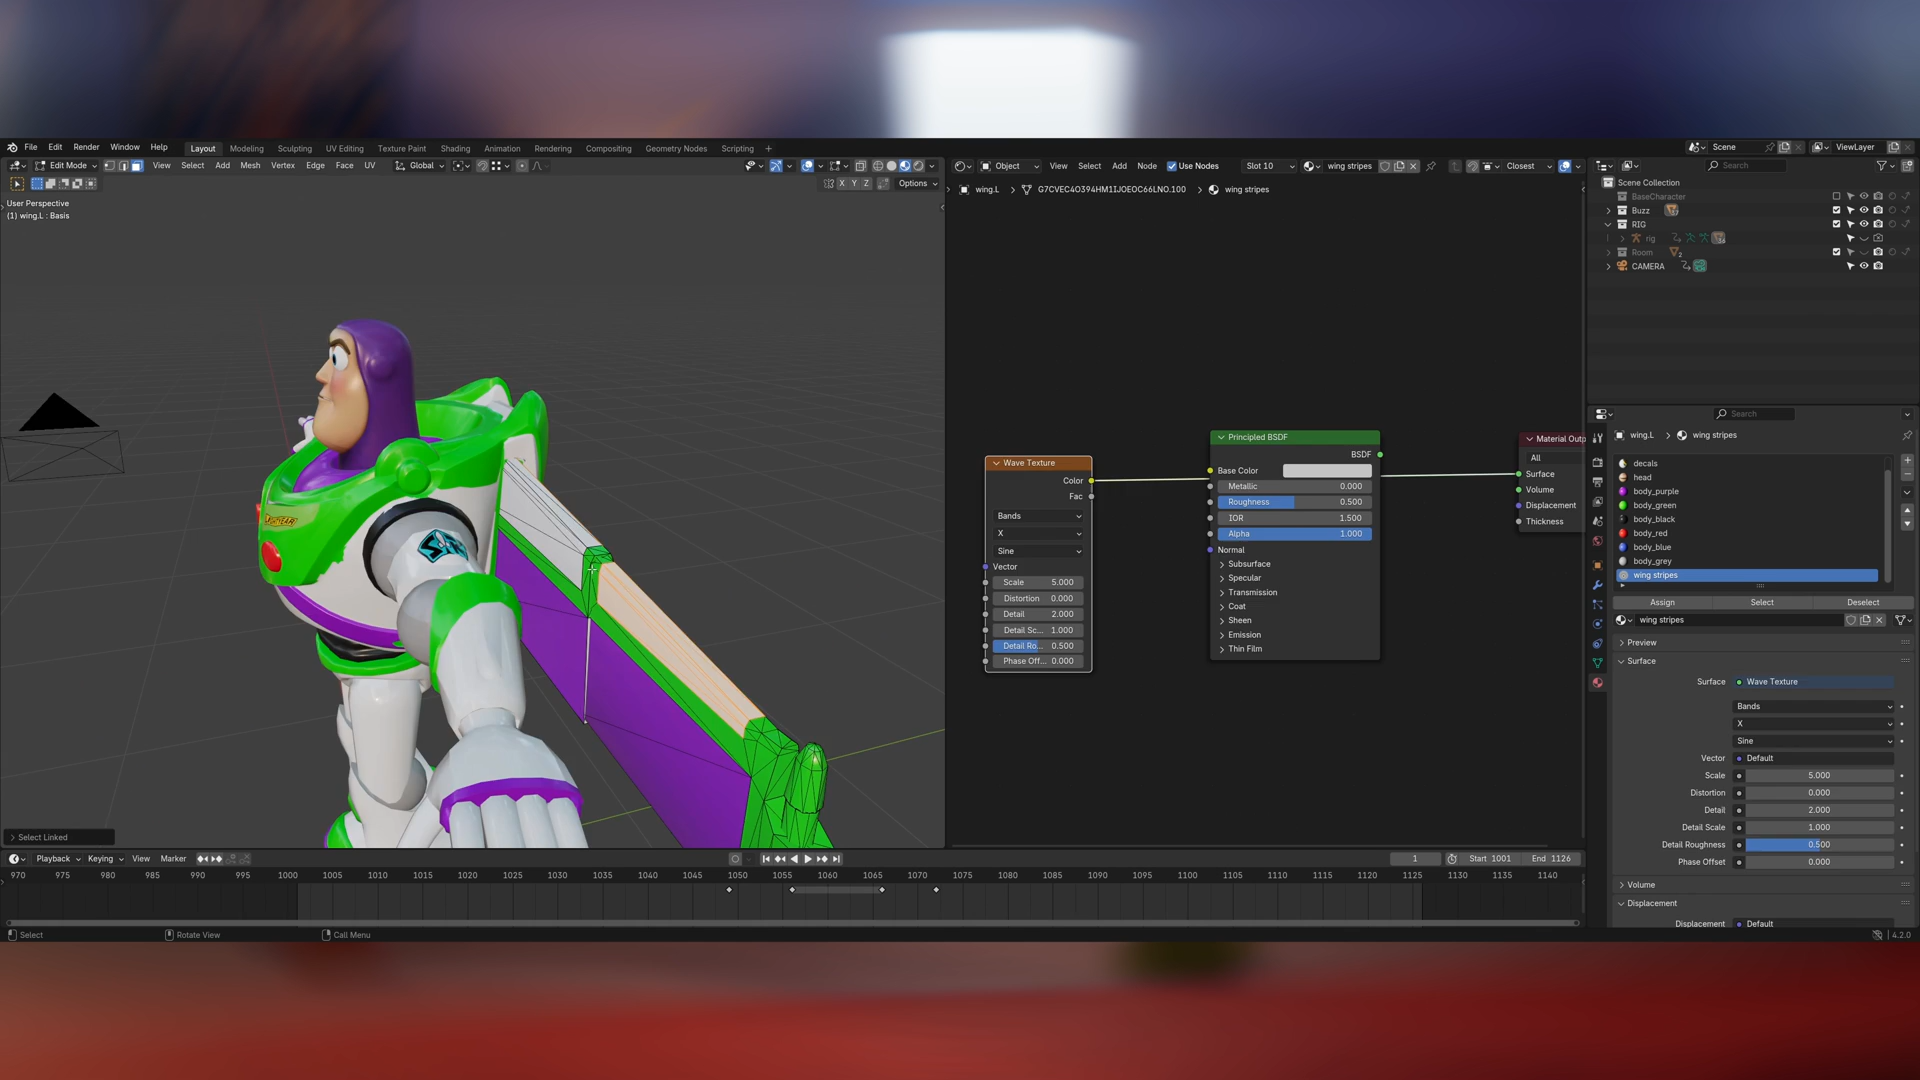 File Edit Render Window Help Layout Modeling Sculpting UV Editing Texture Paint Shading Animation Rendering Compositing Geometry Nodes Scripting +
Scene ViewLayer
Edit Mode View Select Add Mesh Vertex Edge Face UV Global
Object View Select Add Node Use Nodes Slot 10 wing stripes Closest
Search
X Y Z Options
wing.L > G7CVEC4O394HM1IJOEOC66LNO.100 > wing stripes
User Perspective
(1) wing.L : Basis
Scene Collection
BaseCharacter
Buzz
RIG
rig
Room
CAMERA
LIGHTYEAR
Wave Texture
Color
Fac
Bands
X
Sine
Vector
Scale 5.000
Distortion 0.000
Detail 2.000
Detail Sc... 1.000
Detail Ro... 0.500
Phase Off... 0.000
Principled BSDF
BSDF
Base Color
Metallic 0.000
Roughness 0.500
IOR 1.500
Alpha 1.000
Normal
Subsurface
Specular
Transmission
Coat
Sheen
Emission
Thin Film
Material Outp
All
Surface
Volume
Displacement
Thickness
Search
wing.L > wing stripes
decals
head
body_purple
body_green
body_black
body_red
body_blue
body_grey
wing stripes
Assign Select Deselect
wing stripes
Preview
Surface
Surface Wave Texture
Bands
X
Sine
Vector Default
Scale 5.000
Distortion 0.000
Detail 2.000
Detail Scale 1.000
Detail Roughness 0.500
Phase Offset 0.000
Volume
Displacement
Displacement Default
Select Linked
Playback Keying View Marker 1 Start 1001 End 1126
970 975 980 985 990 995 1000 1005 1010 1015 1020 1025 1030 1035 1040 1045 1050 1055 1060 1065 1070 1075 1080 1085 1090 1095 1100 1105 1110 1115 1120 1125 1130 1135 1140
Select Rotate View Call Menu 4.2.0